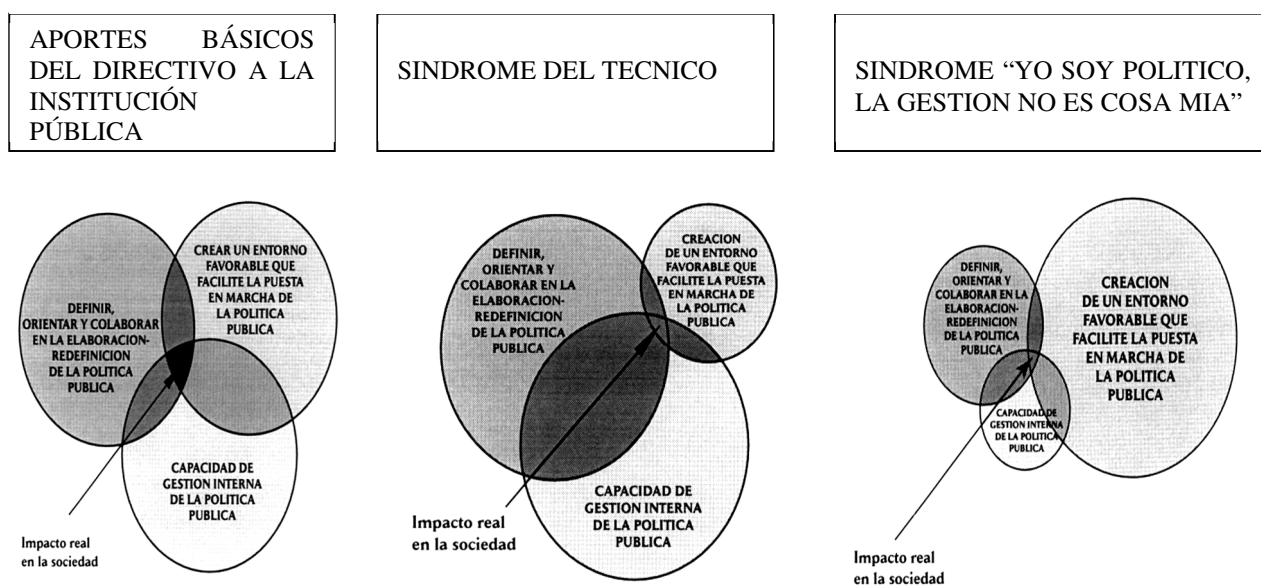 APORTES BÁSICOS
DEL DIRECTIVO A LA
INSTITUCIÓN
PÚBLICA
SINDROME DEL TECNICO
SINDROME “YO SOY POLITICO,
LA GESTION NO ES COSA MIA”
DEFINIR,
ORIENTAR Y COLABORAR
EN LA ELABORACION-
REDEFINICION
DE LA POLITICA
PUBLICA
CREAR UN ENTORNO
FAVORABLE QUE
FACILITE LA PUESTA
EN MARCHA DE
LA POLITICA
PUBLICA
CAPACIDAD DE
GESTION INTERNA
DE LA POLITICA
PUBLICA
Impacto real
en la sociedad
DEFINIR,
ORIENTAR Y
COLABORAR EN LA
ELABORACION-
REDEFINICION
DE LA POLITICA
PUBLICA
CREACION
DE UN ENTORNO
FAVORABLE QUE
FACILITE LA PUESTA
EN MARCHA DE
LA POLITICA
PUBLICA
CAPACIDAD DE
GESTION INTERNA
DE LA POLITICA
PUBLICA
Impacto real
en la sociedad
DEFINIR,
ORIENTAR Y
COLABORAR EN LA
ELABORACION-
REDEFINICION
DE LA POLITICA
PUBLICA
CREACION
DE UN ENTORNO
FAVORABLE QUE
FACILITE LA PUESTA
EN MARCHA DE
LA POLITICA
PUBLICA
CAPACIDAD DE
GESTION INTERNA
DE LA POLITICA
PUBLICA
Impacto real
en la sociedad